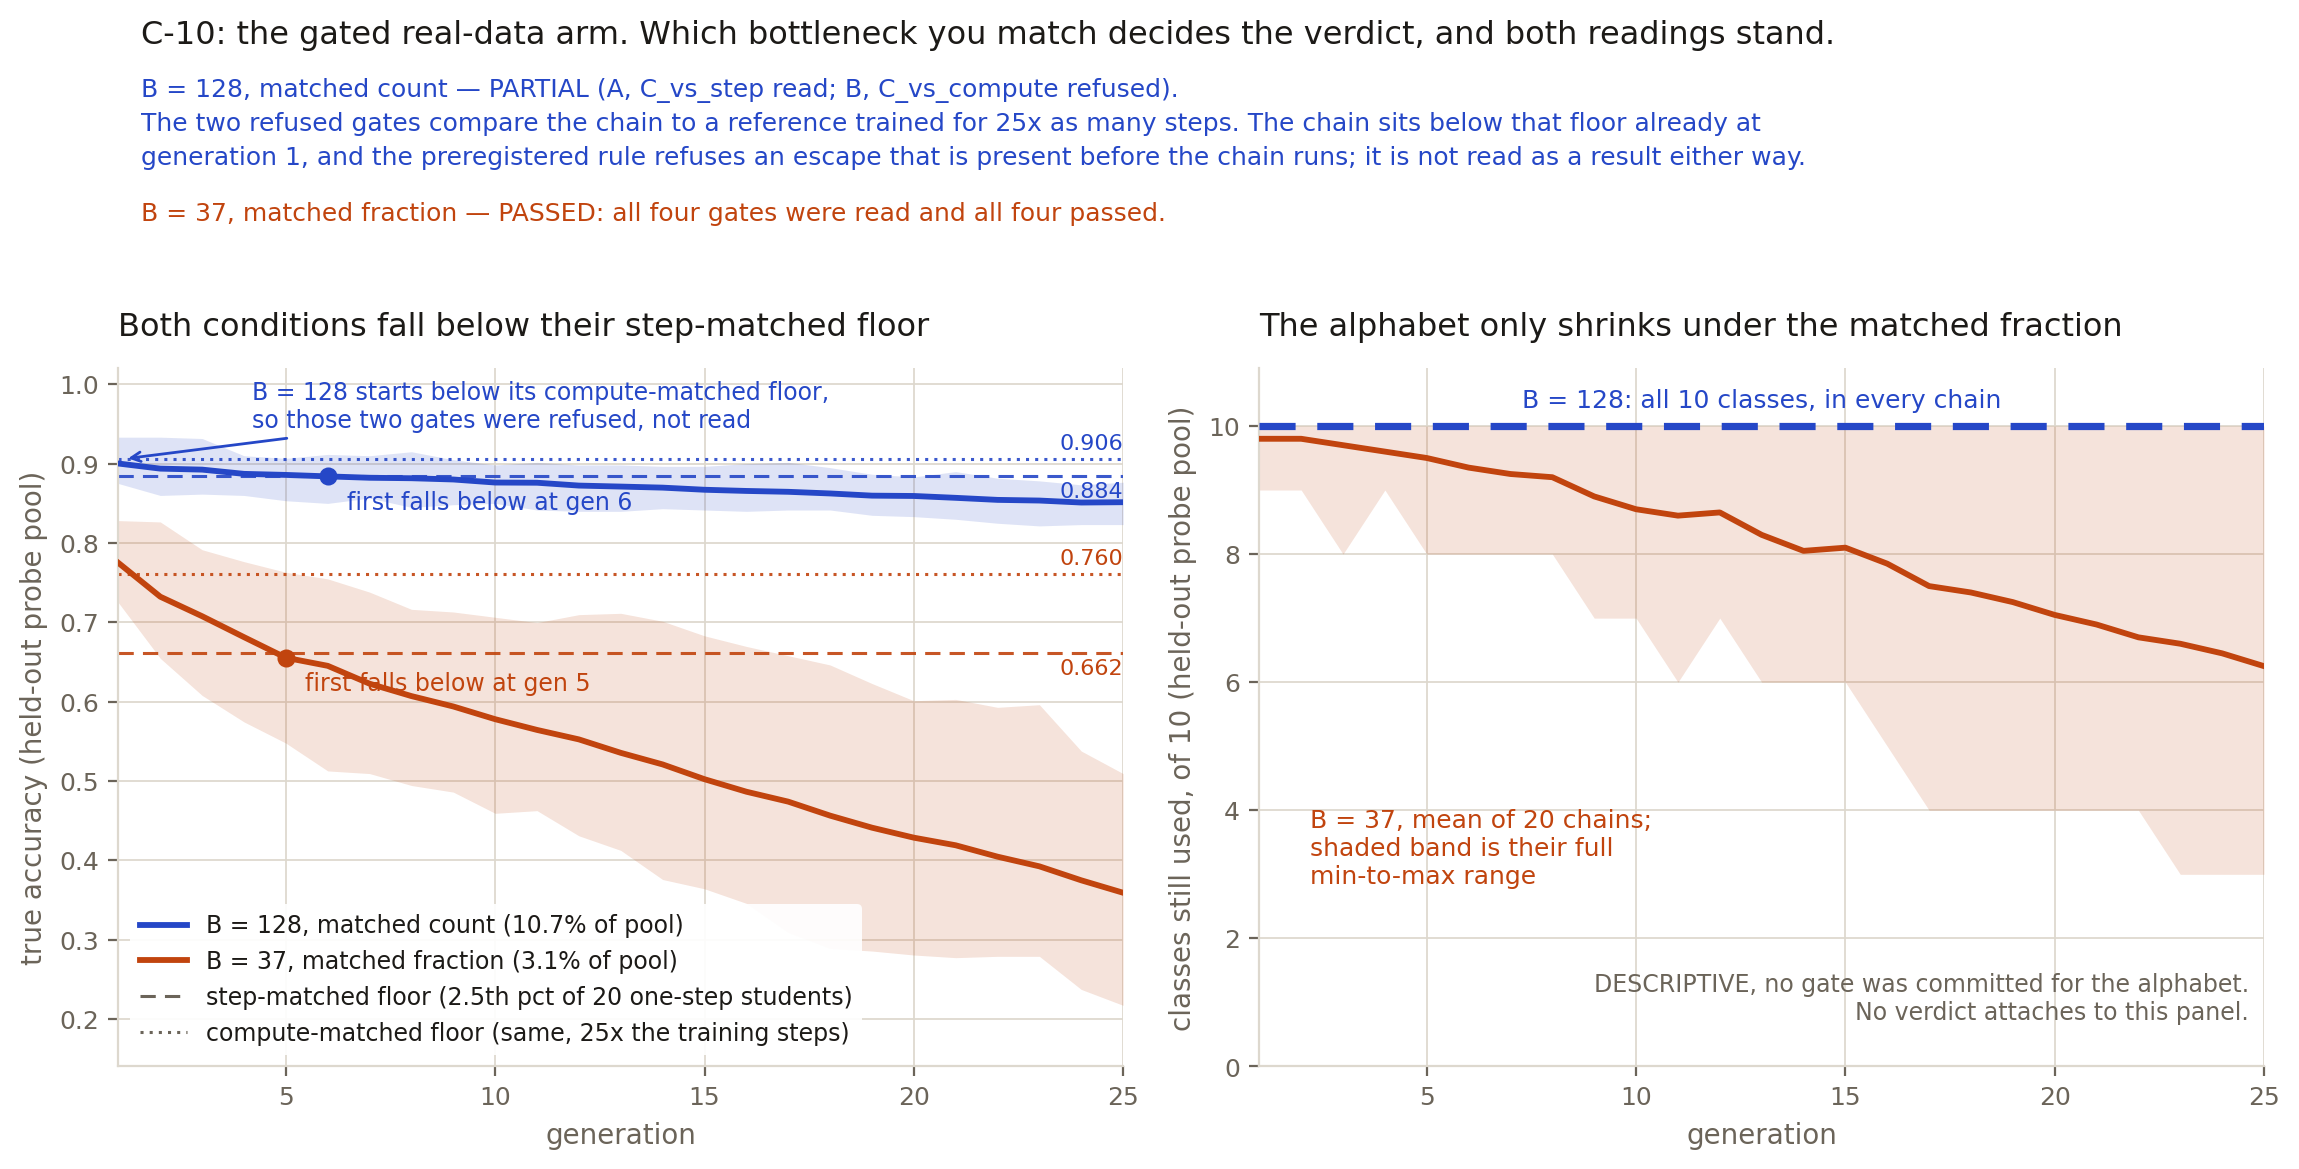 C-10: the gated real-data arm. Which bottleneck you match decides the verdict, and both readings stand.
B = 128, matched count — PARTIAL (A, C_vs_step read; B, C_vs_compute refused).
The two refused gates compare the chain to a reference trained for 25x as many steps. The chain sits below that floor already at
generation 1, and the preregistered rule refuses an escape that is present before the chain runs; it is not read as a result either way.
B = 37, matched fraction — PASSED: all four gates were read and all four passed.
Both conditions fall below their step-matched floor
true accuracy (held-out probe pool)
1.0
0.9
0.8
0.7
0.6
0.5
0.4
0.3
0.2
B = 128 starts below its compute-matched floor,
so those two gates were refused, not read
0.906
0.884
first falls below at gen 6
0.760
0.662
first falls below at gen 5
B = 128, matched count (10.7% of pool)
B = 37, matched fraction (3.1% of pool)
step-matched floor (2.5th pct of 20 one-step students)
compute-matched floor (same, 25x the training steps)
5
10
15
20
25
generation
The alphabet only shrinks under the matched fraction
classes still used, of 10 (held-out probe pool)
10
8
6
4
2
0
B = 128: all 10 classes, in every chain
B = 37, mean of 20 chains;
shaded band is their full
min-to-max range
DESCRIPTIVE, no gate was committed for the alphabet.
No verdict attaches to this panel.
5
10
15
20
25
generation